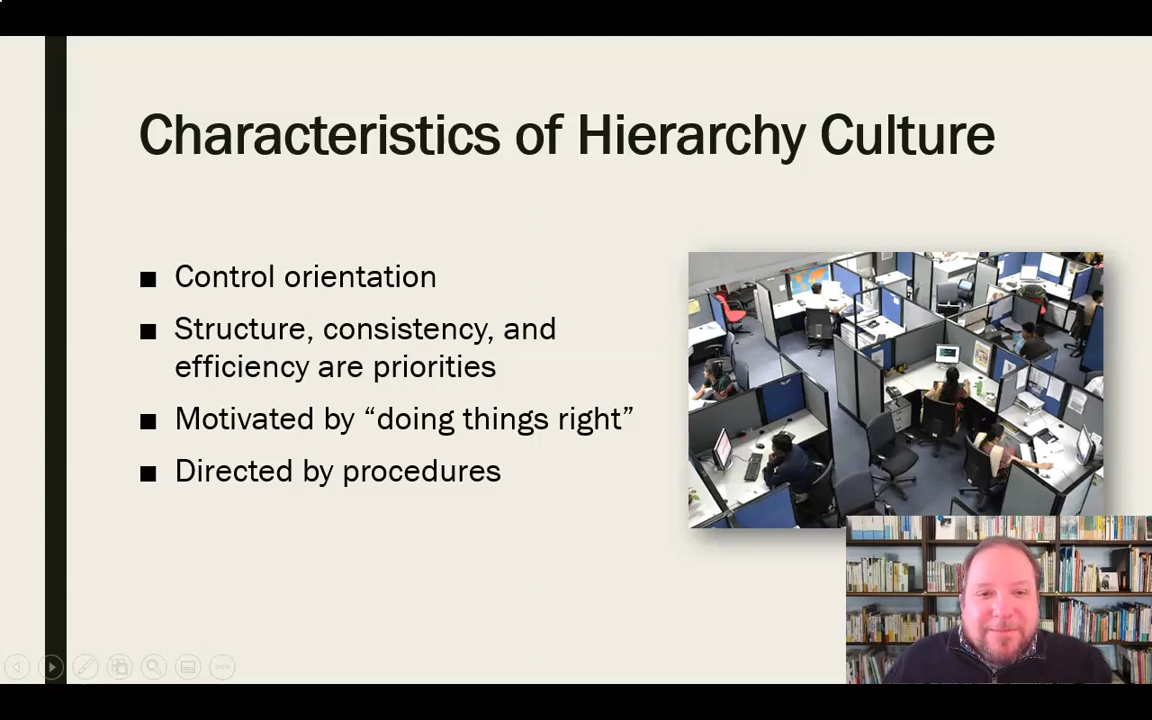 Characteristics of Hierarchy Culture
■ Control orientation
■ Structure, consistency, and
efficiency are priorities
■ Motivated by “doing things right”
■ Directed by procedures